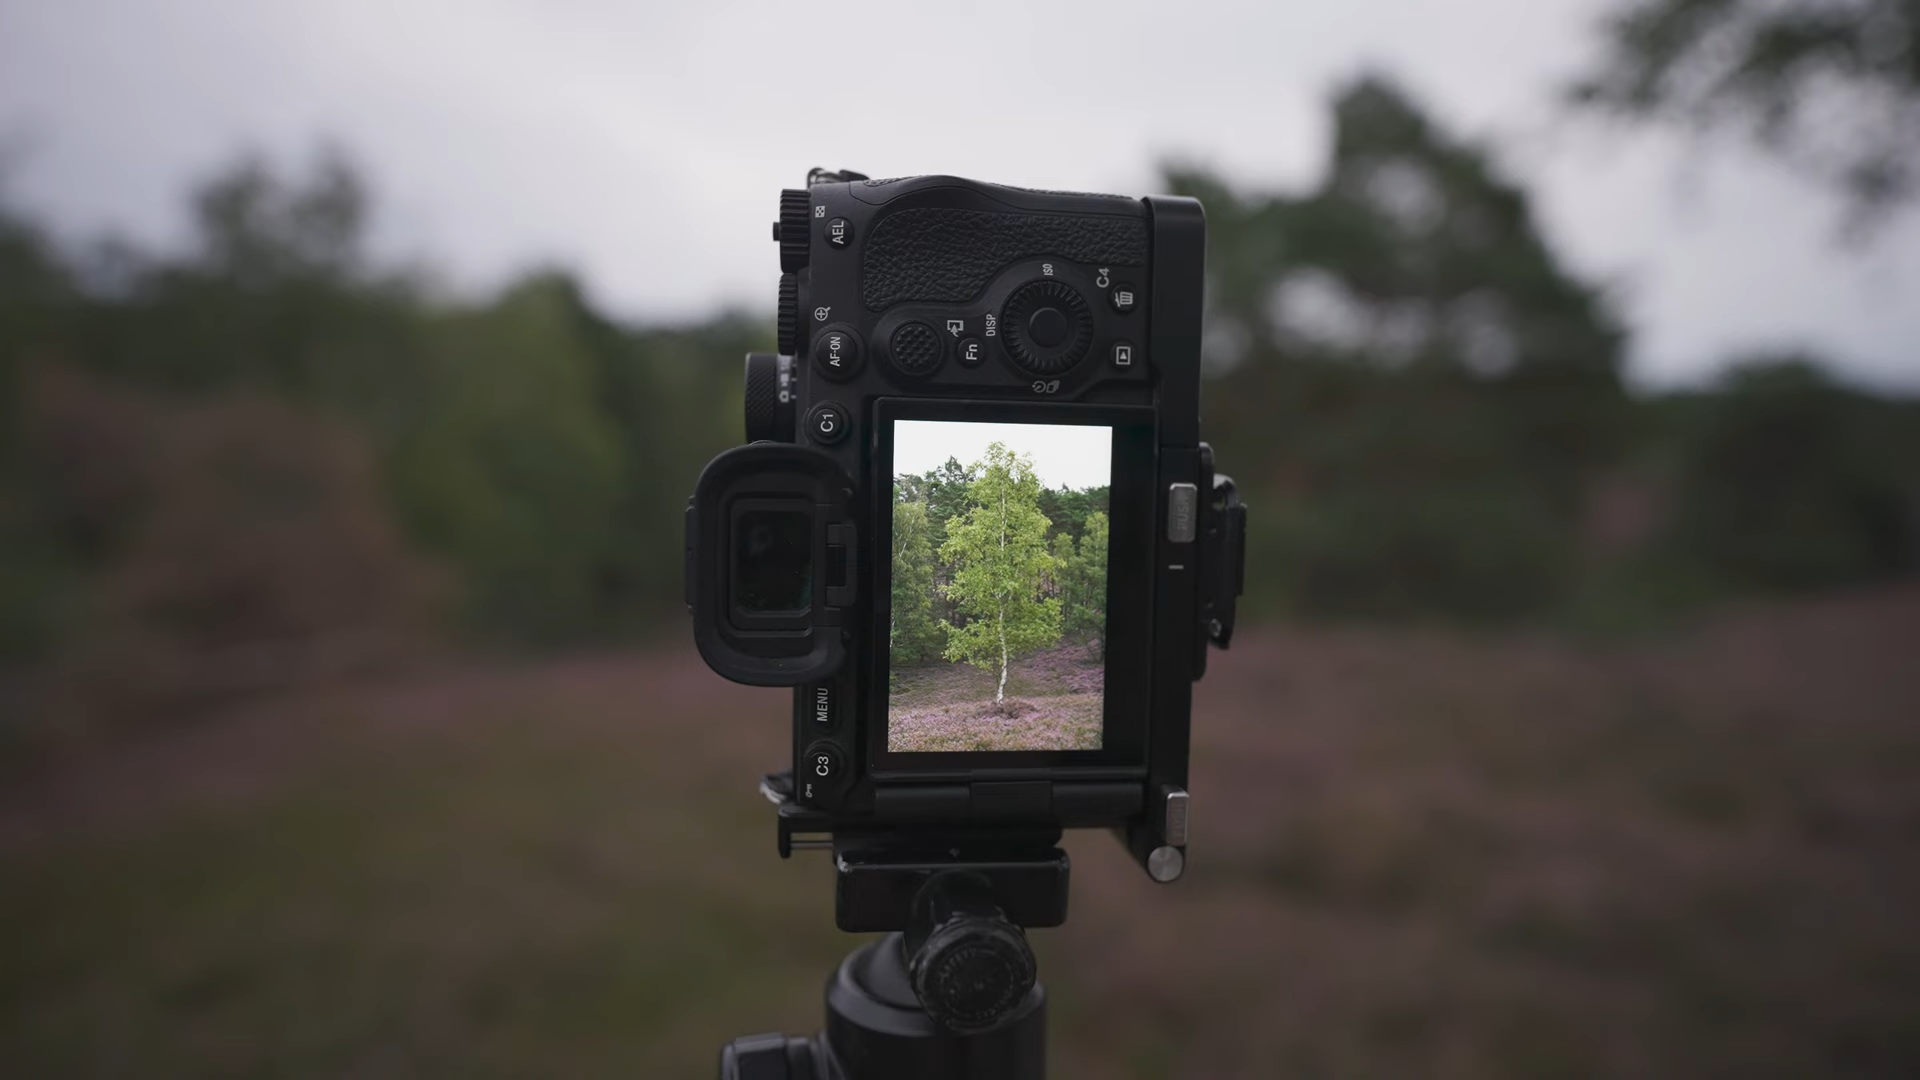 AEL
ISO
C4
DISP
Fn
AF-ON
C1
PUSH
MENU
C3